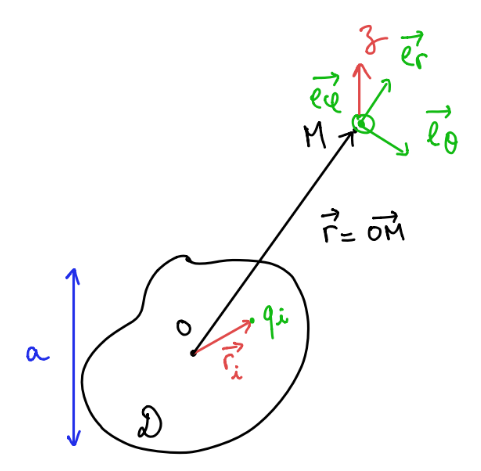 z
e⃗r
e⃗φ
M
e⃗θ
r⃗ = OM⃗
O
qi
r⃗i
a
D